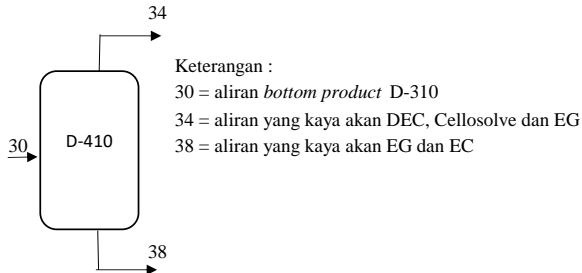 34
Keterangan :
30 = aliran bottom product D-310
34 = aliran yang kaya akan DEC, Cellosolve dan EG
30
D-410
38 = aliran yang kaya akan EG dan EC
38